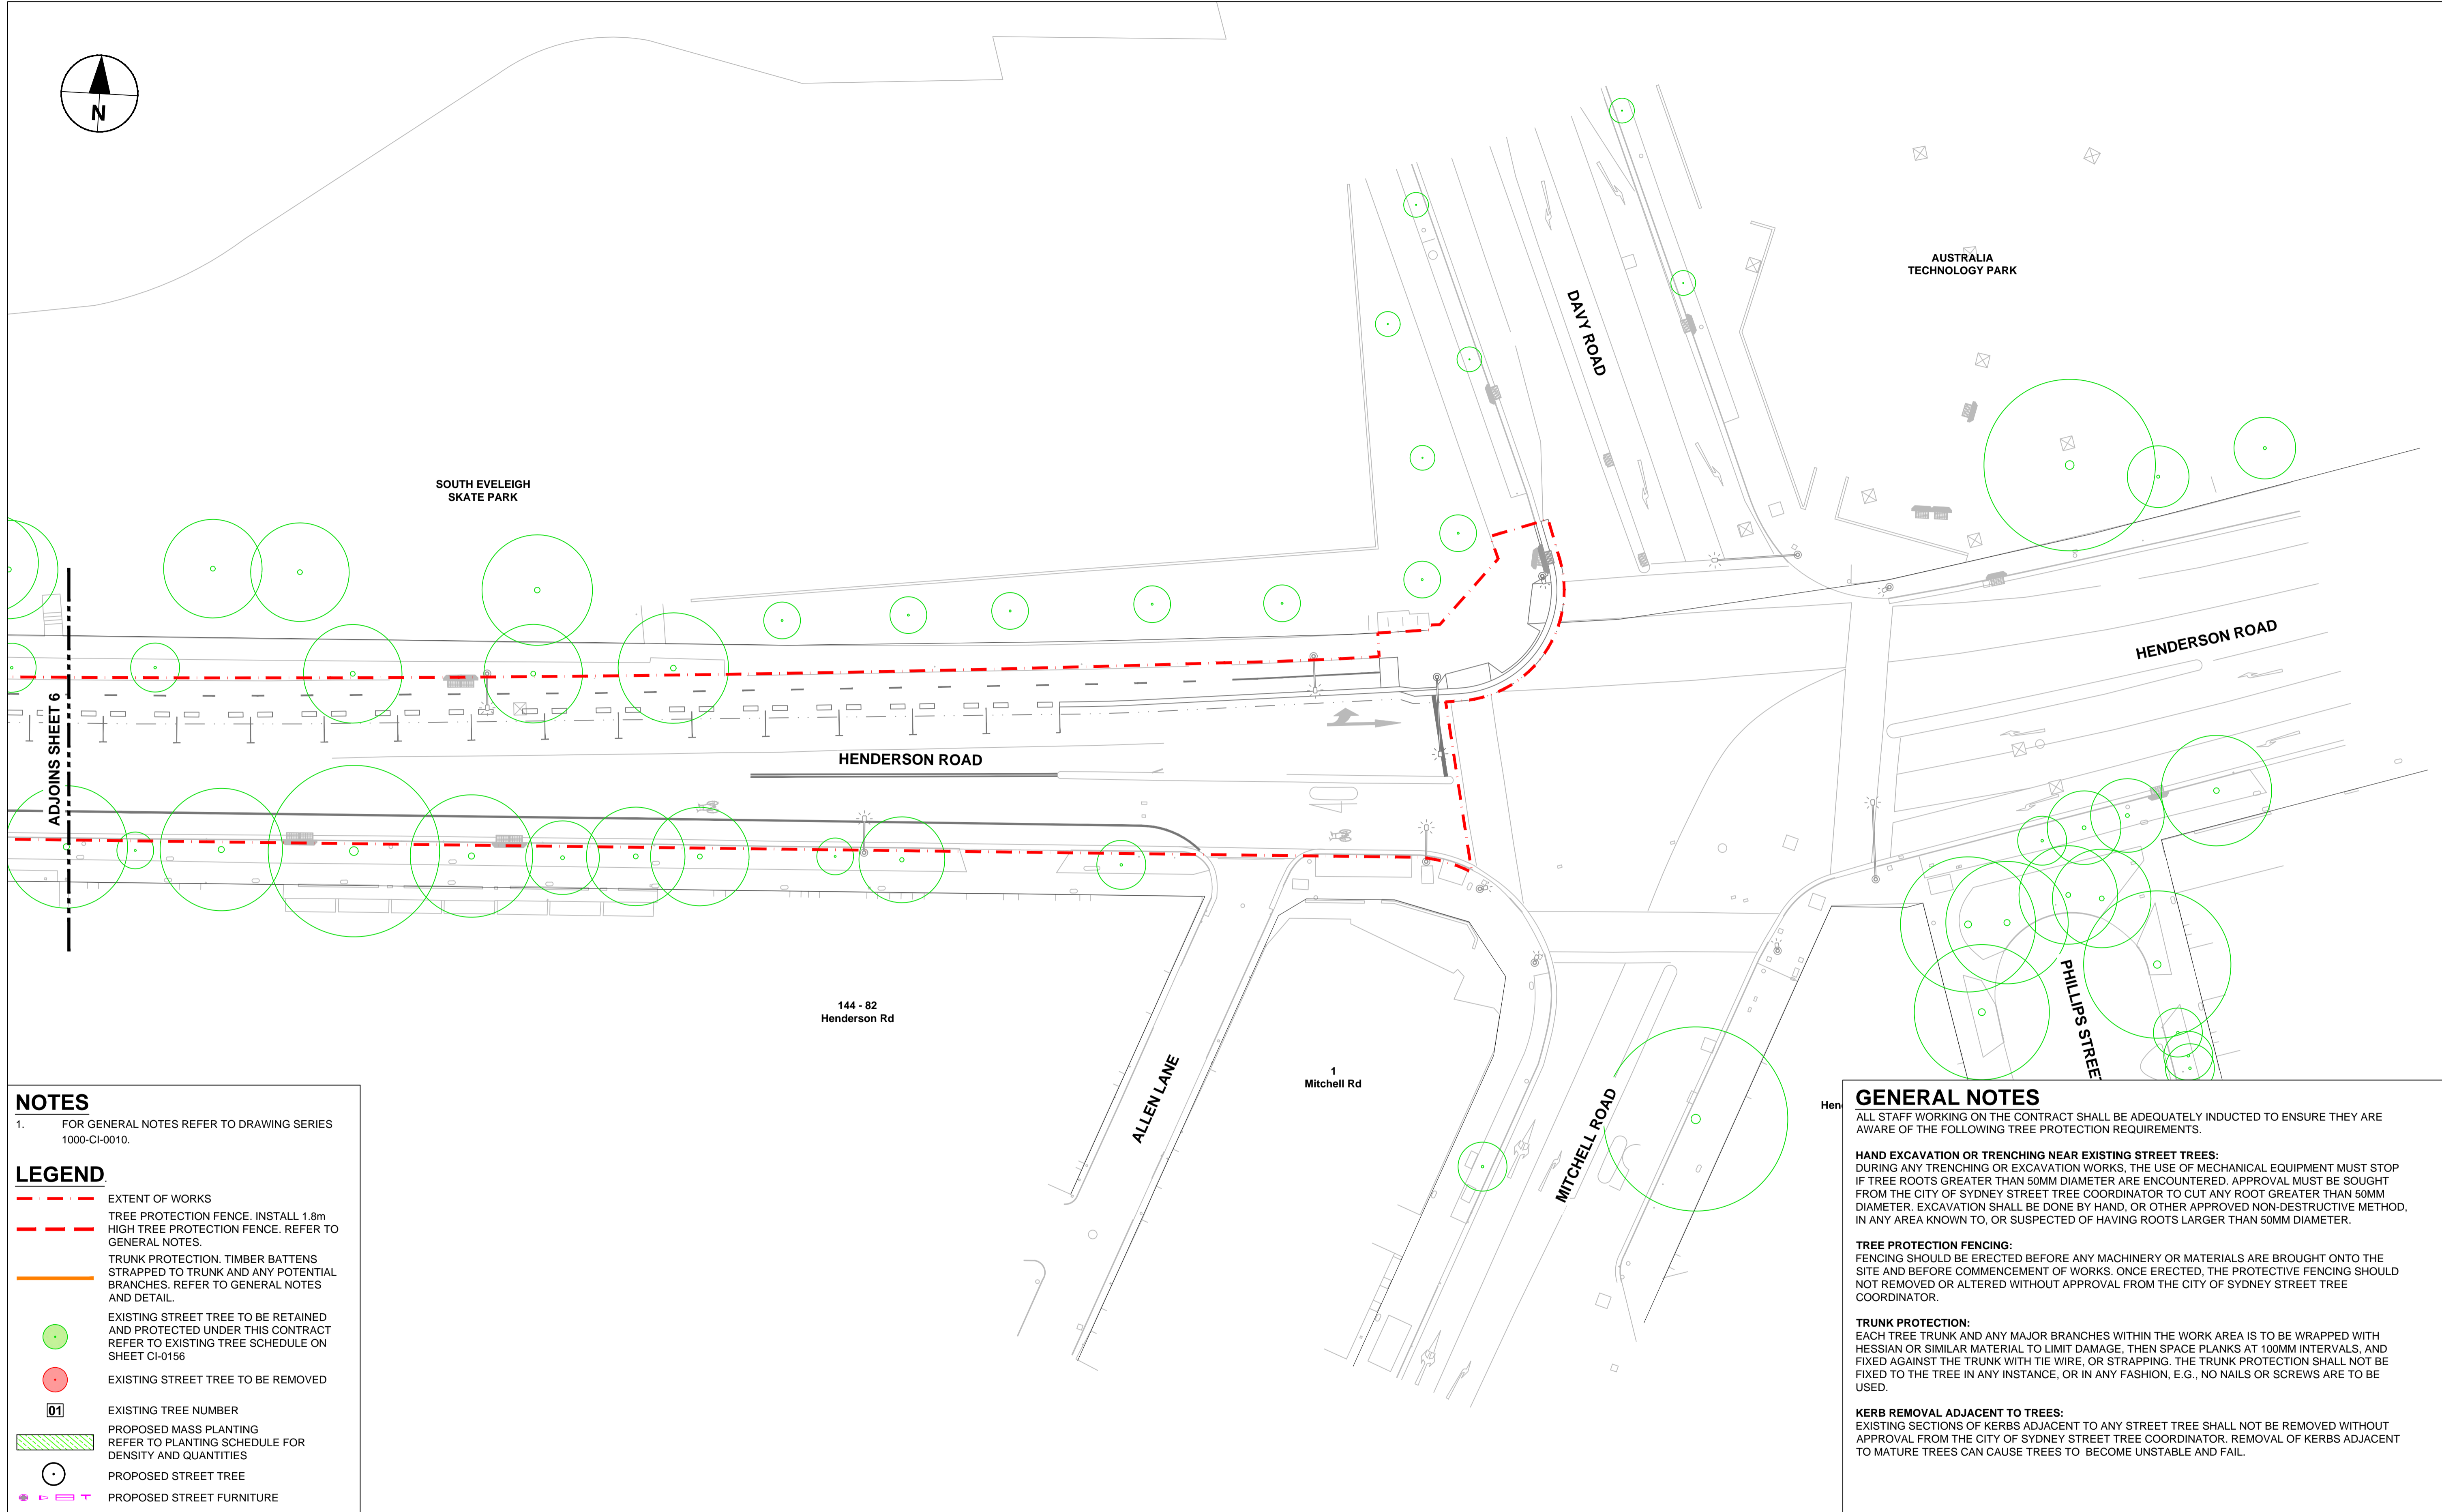 N
AUSTRALIA
TECHNOLOGY PARK
DAVY ROAD
SOUTH EVELEIGH
SKATE PARK
HENDERSON ROAD
ADJOINS SHEET 6
HENDERSON ROAD
144 - 82
Henderson Rd
ALLEN LANE
1
Mitchell Rd
MITCHELL ROAD
PHILLIPS STREET
Hen
NOTES
1. FOR GENERAL NOTES REFER TO DRAWING SERIES
1000-CI-0010.
LEGEND.
EXTENT OF WORKS
TREE PROTECTION FENCE. INSTALL 1.8m
HIGH TREE PROTECTION FENCE. REFER TO
GENERAL NOTES.
TRUNK PROTECTION. TIMBER BATTENS
STRAPPED TO TRUNK AND ANY POTENTIAL
BRANCHES. REFER TO GENERAL NOTES
AND DETAIL.
EXISTING STREET TREE TO BE RETAINED
AND PROTECTED UNDER THIS CONTRACT
REFER TO EXISTING TREE SCHEDULE ON
SHEET CI-0156
EXISTING STREET TREE TO BE REMOVED
01 EXISTING TREE NUMBER
PROPOSED MASS PLANTING
REFER TO PLANTING SCHEDULE FOR
DENSITY AND QUANTITIES
PROPOSED STREET TREE
PROPOSED STREET FURNITURE
GENERAL NOTES
ALL STAFF WORKING ON THE CONTRACT SHALL BE ADEQUATELY INDUCTED TO ENSURE THEY ARE
AWARE OF THE FOLLOWING TREE PROTECTION REQUIREMENTS.
HAND EXCAVATION OR TRENCHING NEAR EXISTING STREET TREES:
DURING ANY TRENCHING OR EXCAVATION WORKS, THE USE OF MECHANICAL EQUIPMENT MUST STOP
IF TREE ROOTS GREATER THAN 50MM DIAMETER ARE ENCOUNTERED. APPROVAL MUST BE SOUGHT
FROM THE CITY OF SYDNEY STREET TREE COORDINATOR TO CUT ANY ROOT GREATER THAN 50MM
DIAMETER. EXCAVATION SHALL BE DONE BY HAND, OR OTHER APPROVED NON-DESTRUCTIVE METHOD,
IN ANY AREA KNOWN TO, OR SUSPECTED OF HAVING ROOTS LARGER THAN 50MM DIAMETER.
TREE PROTECTION FENCING:
FENCING SHOULD BE ERECTED BEFORE ANY MACHINERY OR MATERIALS ARE BROUGHT ONTO THE
SITE AND BEFORE COMMENCEMENT OF WORKS. ONCE ERECTED, THE PROTECTIVE FENCING SHOULD
NOT REMOVED OR ALTERED WITHOUT APPROVAL FROM THE CITY OF SYDNEY STREET TREE
COORDINATOR.
TRUNK PROTECTION:
EACH TREE TRUNK AND ANY MAJOR BRANCHES WITHIN THE WORK AREA IS TO BE WRAPPED WITH
HESSIAN OR SIMILAR MATERIAL TO LIMIT DAMAGE, THEN SPACE PLANKS AT 100MM INTERVALS, AND
FIXED AGAINST THE TRUNK WITH TIE WIRE, OR STRAPPING. THE TRUNK PROTECTION SHALL NOT BE
FIXED TO THE TREE IN ANY INSTANCE, OR IN ANY FASHION, E.G., NO NAILS OR SCREWS ARE TO BE
USED.
KERB REMOVAL ADJACENT TO TREES:
EXISTING SECTIONS OF KERBS ADJACENT TO ANY STREET TREE SHALL NOT BE REMOVED WITHOUT
APPROVAL FROM THE CITY OF SYDNEY STREET TREE COORDINATOR. REMOVAL OF KERBS ADJACENT
TO MATURE TREES CAN CAUSE TREES TO BECOME UNSTABLE AND FAIL.